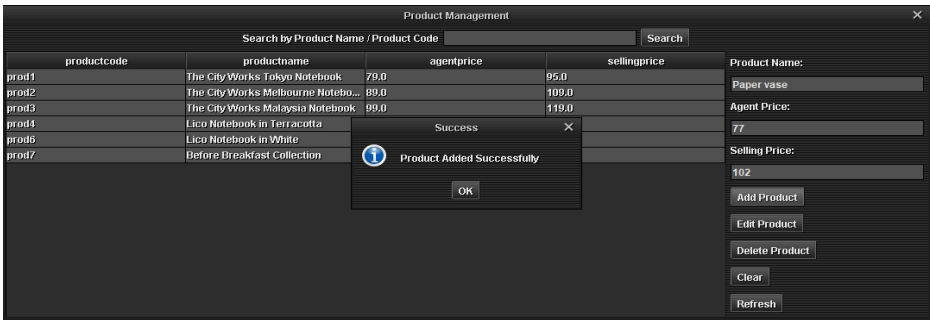 Product Management
Search by Product Name / Product Code Search
productcode productname agentprice sellingprice
prod1 The City Works Tokyo Notebook 79.0 95.0
prod2 The City Works Melbourne Notebo... 89.0 109.0
prod3 The City Works Malaysia Notebook 99.0 119.0
prod4 Lico Notebook in Terracotta
prod6 Lico Notebook in White
prod7 Before Breakfast Collection
Success
Product Added Successfully
OK
Product Name:
Paper vase
Agent Price:
77
Selling Price:
102
Add Product
Edit Product
Delete Product
Clear
Refresh